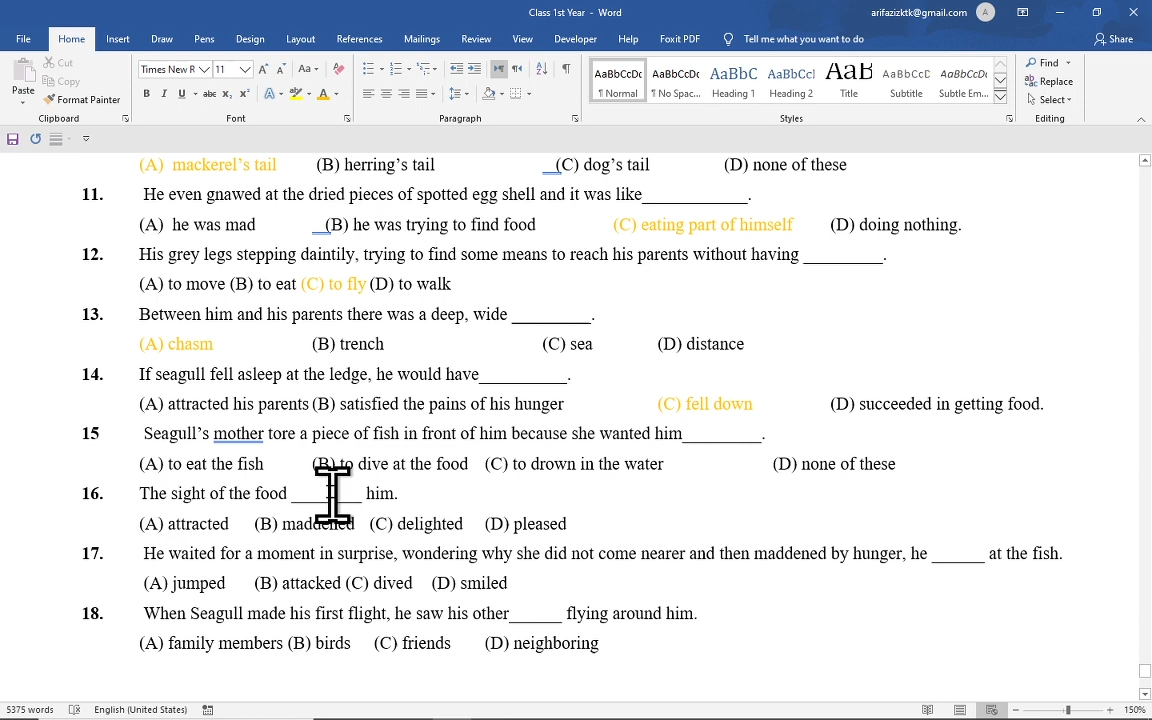 Class 1st Year - Word
arifazizktk@gmail.com A
File Home Insert Draw Pens Design Layout References Mailings Review View Developer Help Foxit PDF Tell me what you want to do Share
Paste Cut Copy Format Painter
Times New R 11
AaBbCcDc AaBbCcDc AaBbC AaBbCcl AaB AaBbCcD AaBbCcDc
¶ Normal ¶ No Spac... Heading 1 Heading 2 Title Subtitle Subtle Em...
Find Replace Select
Clipboard Font Paragraph Styles Editing
(A) mackerel’s tail (B) herring’s tail (C) dog’s tail (D) none of these
11. He even gnawed at the dried pieces of spotted egg shell and it was like____________.
(A) he was mad (B) he was trying to find food (C) eating part of himself (D) doing nothing.
12. His grey legs stepping daintily, trying to find some means to reach his parents without having _________.
(A) to move (B) to eat (C) to fly (D) to walk
13. Between him and his parents there was a deep, wide _________.
(A) chasm (B) trench (C) sea (D) distance
14. If seagull fell asleep at the ledge, he would have__________.
(A) attracted his parents (B) satisfied the pains of his hunger (C) fell down (D) succeeded in getting food.
15 Seagull’s mother tore a piece of fish in front of him because she wanted him_________.
(A) to eat the fish (B) to dive at the food (C) to drown in the water (D) none of these
16. The sight of the food ________ him.
(A) attracted (B) maddened (C) delighted (D) pleased
17. He waited for a moment in surprise, wondering why she did not come nearer and then maddened by hunger, he ______ at the fish.
(A) jumped (B) attacked (C) dived (D) smiled
18. When Seagull made his first flight, he saw his other______ flying around him.
(A) family members (B) birds (C) friends (D) neighboring
5375 words English (United States) 150%